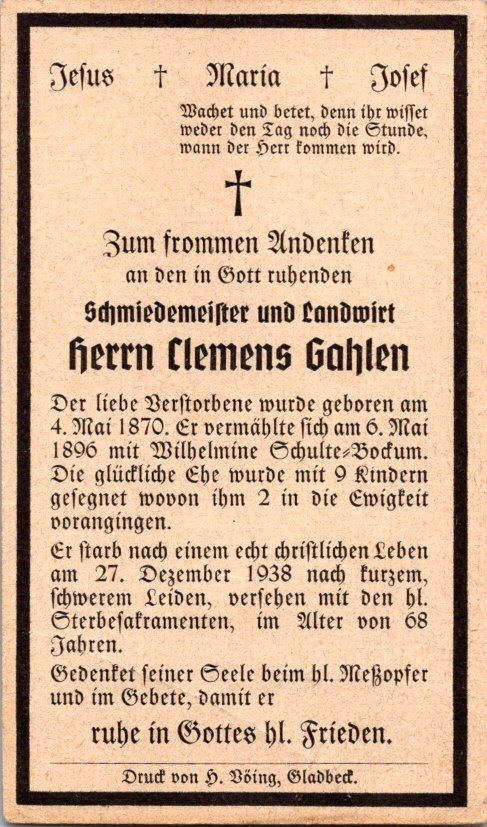 Jesus † Maria † Josef
Wachet und betet, denn ihr wisset
weder den Tag noch die Stunde,
wann der Herr kommen wird.
†
Zum frommen Andenken
an den in Gott ruhenden
Schmiedemeister und Landwirt
Herrn Clemens Gahlen
Der liebe Verstorbene wurde geboren am
4. Mai 1870. Er vermählte sich am 6. Mai
1896 mit Wilhelmine Schulte-Bockum.
Die glückliche Ehe wurde mit 9 Kindern
gesegnet wovon ihm 2 in die Ewigkeit
vorangingen.
Er starb nach einem echt christlichen Leben
am 27. Dezember 1938 nach kurzem,
schwerem Leiden, versehen mit den hl.
Sterbesakramenten, im Alter von 68
Jahren.
Gedenket seiner Seele beim hl. Meßopfer
und im Gebete, damit er
ruhe in Gottes hl. Frieden.
Druck von H. Vöing, Gladbeck.